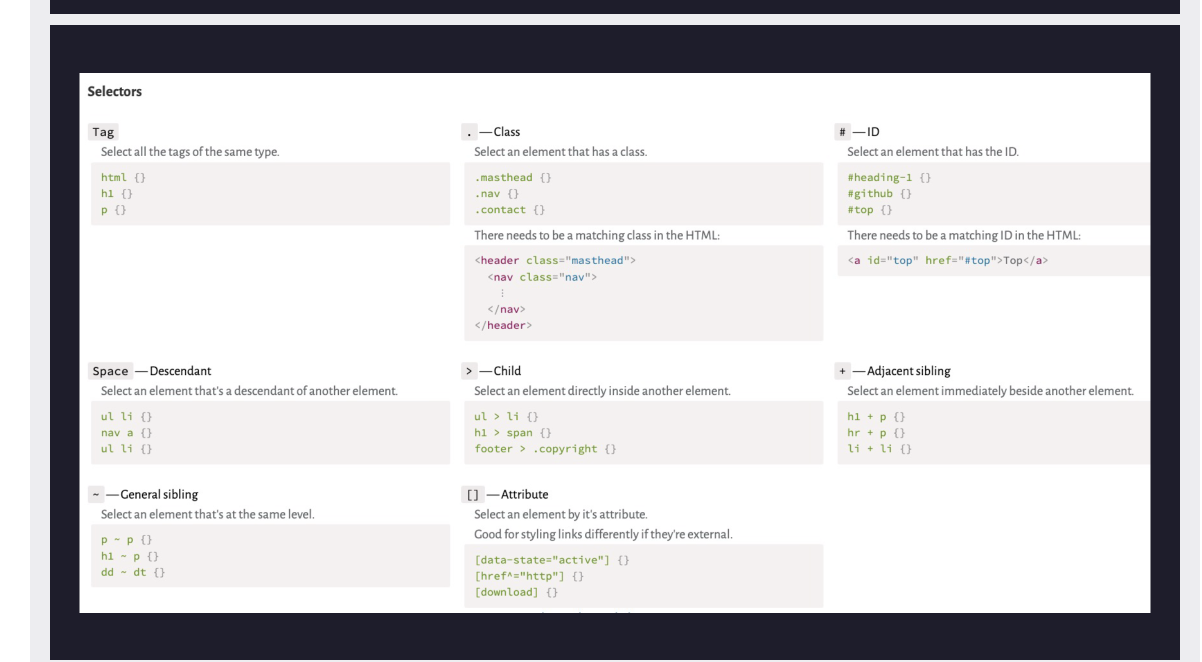 Selectors
Tag
Select all the tags of the same type.
html {}
h1 {}
p {}
. — Class
Select an element that has a class.
.masthead {}
.nav {}
.contact {}
There needs to be a matching class in the HTML:
<header class="masthead">
<nav class="nav">
⋮
</nav>
</header>
# — ID
Select an element that has the ID.
#heading-1 {}
#github {}
#top {}
There needs to be a matching ID in the HTML:
<a id="top" href="#top">Top</a>
Space — Descendant
Select an element that's a descendant of another element.
ul li {}
nav a {}
ul li {}
> — Child
Select an element directly inside another element.
ul > li {}
h1 > span {}
footer > .copyright {}
+ — Adjacent sibling
Select an element immediately beside another element.
h1 + p {}
hr + p {}
li + li {}
~ — General sibling
Select an element that's at the same level.
p ~ p {}
h1 ~ p {}
dd ~ dt {}
[] — Attribute
Select an element by it's attribute.
Good for styling links differently if they're external.
[data-state="active"] {}
[href^="http"] {}
[download] {}